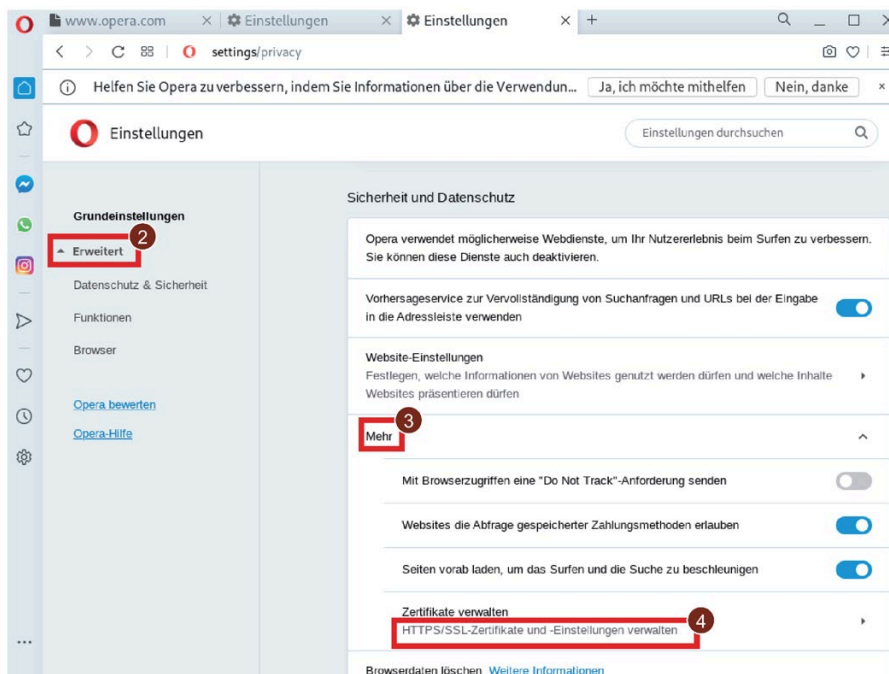 www.opera.com
Einstellungen
Einstellungen
settings/privacy
Helfen Sie Opera zu verbessern, indem Sie Informationen über die Verwendun... Ja, ich möchte mithelfen Nein, danke
Einstellungen
Einstellungen durchsuchen
Grundeinstellungen
2
Erweitert
Datenschutz & Sicherheit
Funktionen
Browser
Opera bewerten
Opera-Hilfe
Sicherheit und Datenschutz
Opera verwendet möglicherweise Webdienste, um Ihr Nutzererlebnis beim Surfen zu verbessern.
Sie können diese Dienste auch deaktivieren.
Vorhersageservice zur Vervollständigung von Suchanfragen und URLs bei der Eingabe
in die Adressleiste verwenden
Website-Einstellungen
Festlegen, welche Informationen von Websites genutzt werden dürfen und welche Inhalte
Websites präsentieren dürfen
3
Mehr
Mit Browserzugriffen eine "Do Not Track"-Anforderung senden
Websites die Abfrage gespeicherter Zahlungsmethoden erlauben
Seiten vorab laden, um das Surfen und die Suche zu beschleunigen
Zertifikate verwalten
4
HTTPS/SSL-Zertifikate und -Einstellungen verwalten
Browserdaten löschen Weitere Informationen